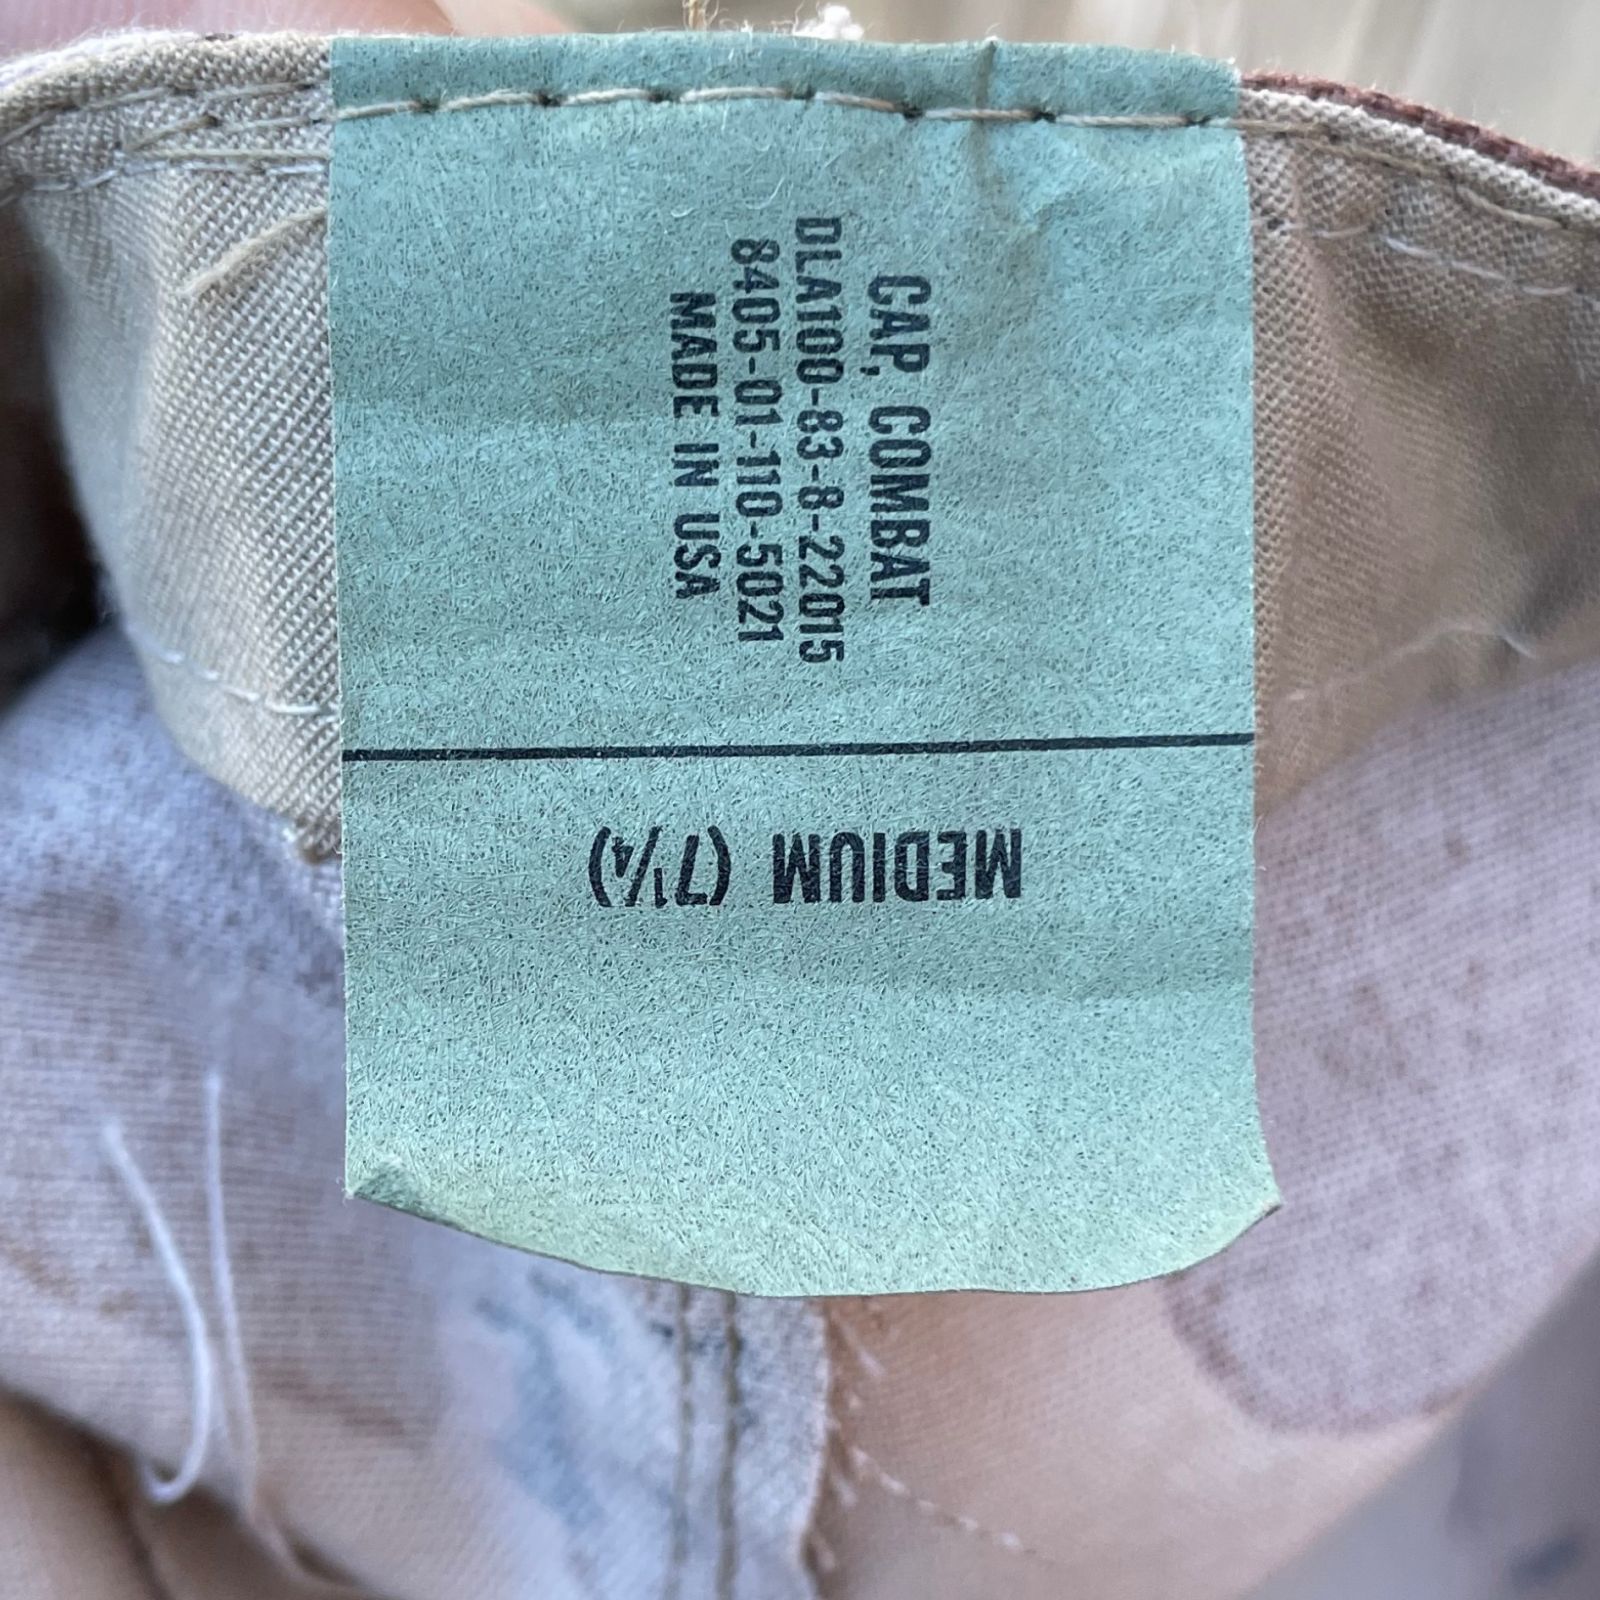 CAP, COMBAT
DLA100-83-8-22015
8405-01-110-5021
MADE IN USA
MEDIUM (7¼)